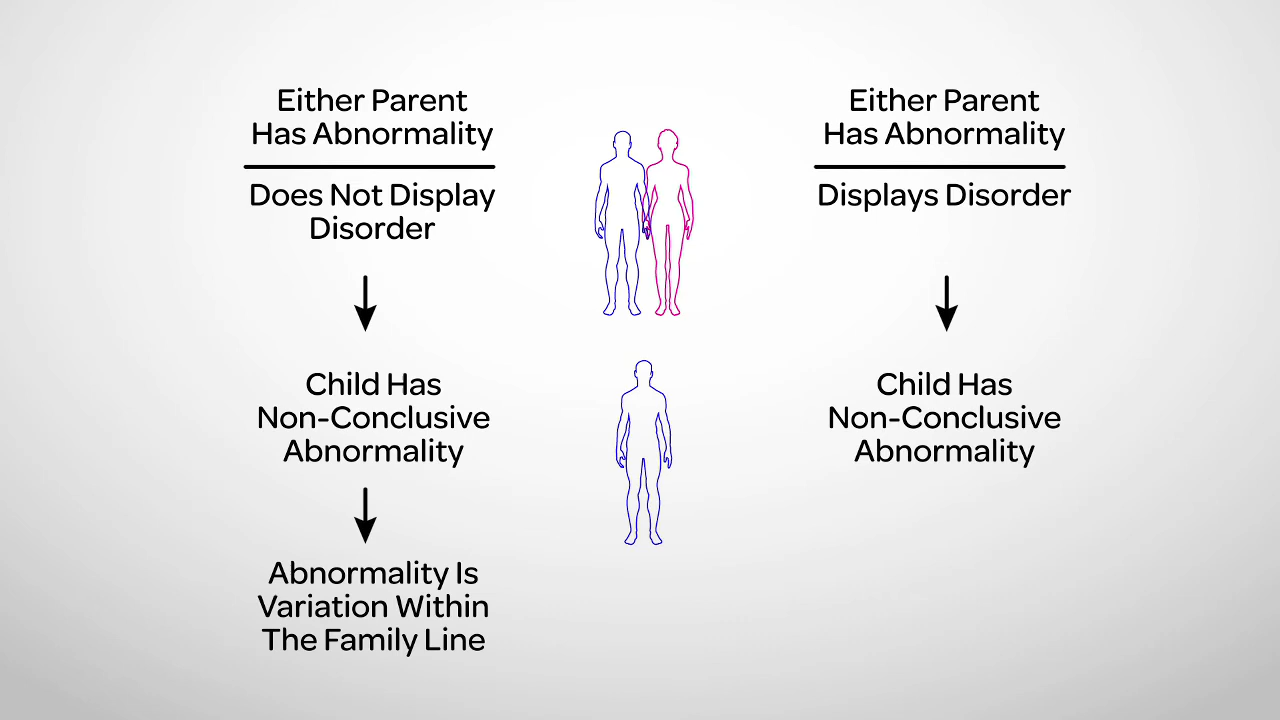 Either Parent
Has Abnormality
Does Not Display
Disorder
Child Has
Non-Conclusive
Abnormality
Abnormality Is
Variation Within
The Family Line
Either Parent
Has Abnormality
Displays Disorder
Child Has
Non-Conclusive
Abnormality